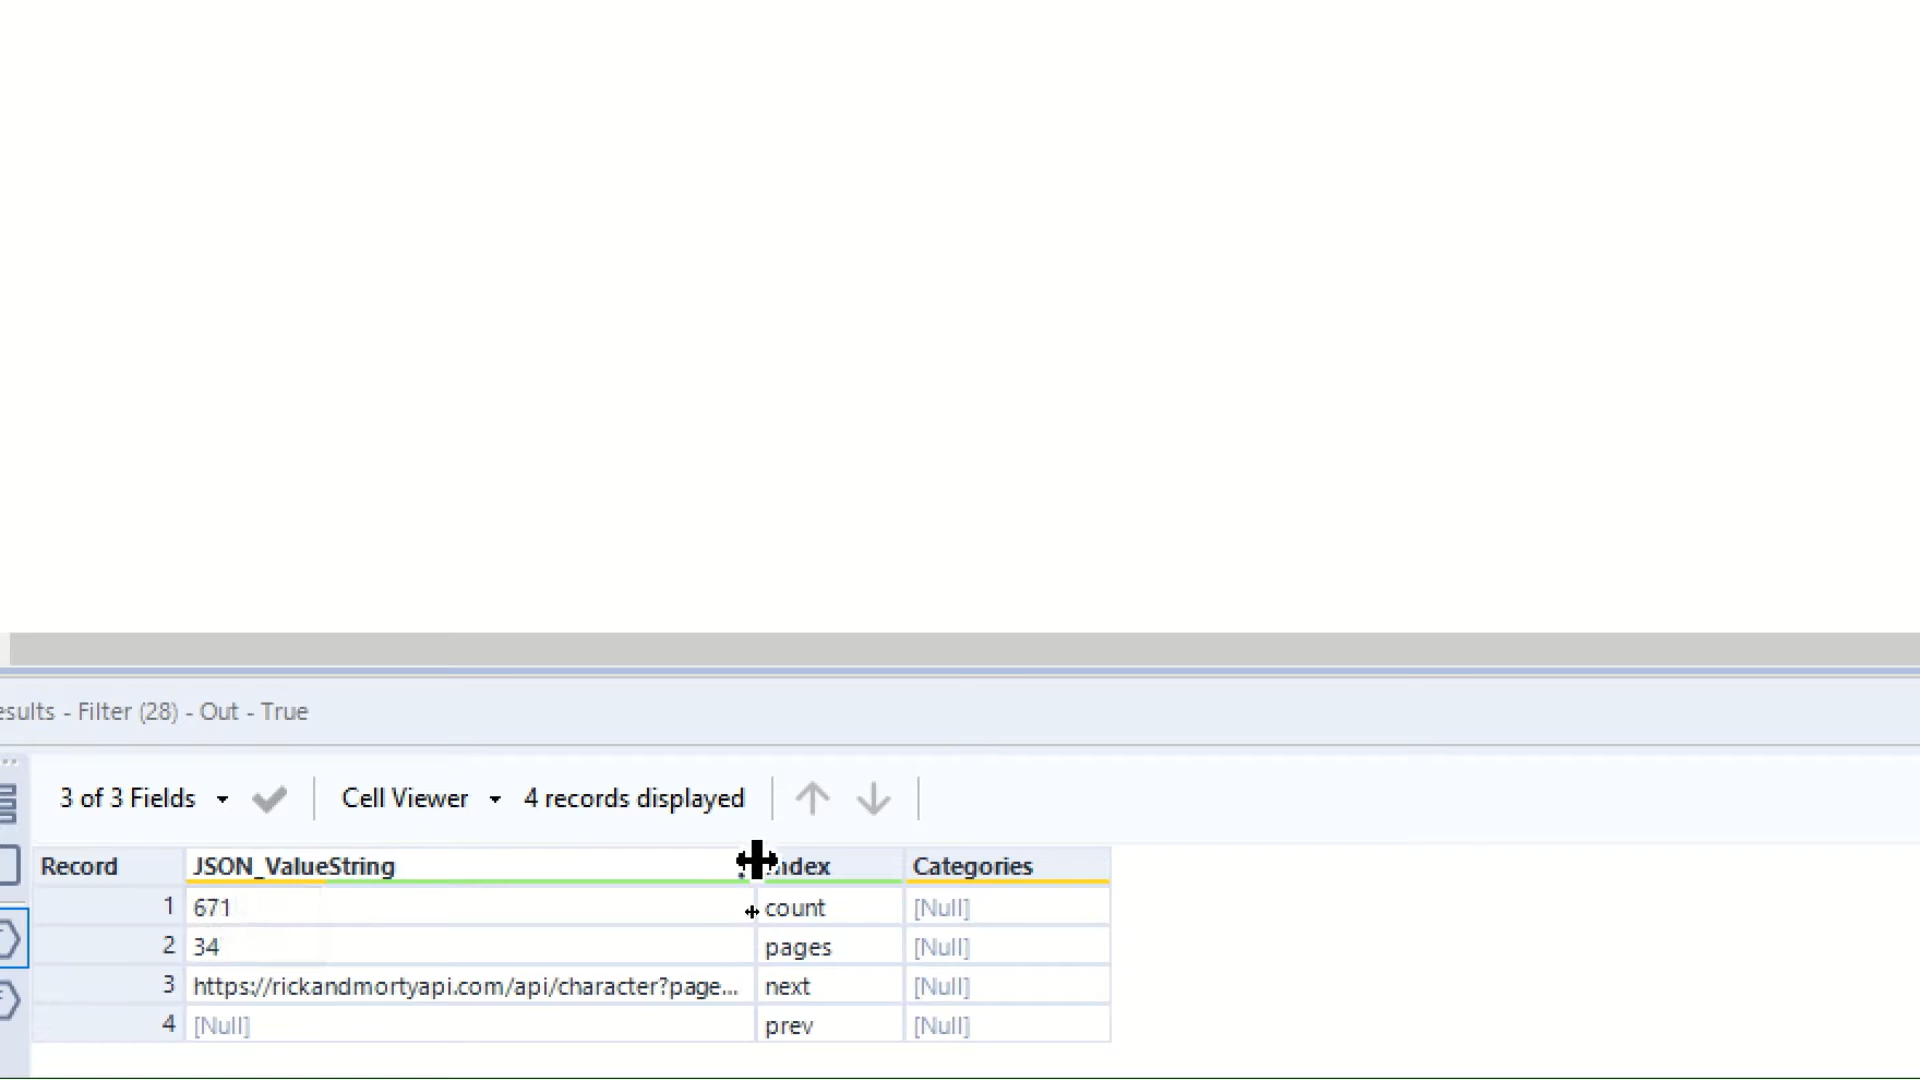 esults - Filter (28) - Out - True
3 of 3 Fields Cell Viewer 4 records displayed
Record JSON_ValueString ndex Categories
1 671 count [Null]
2 34 pages [Null]
3 https://rickandmortyapi.com/api/character?page... next [Null]
4 [Null] prev [Null]